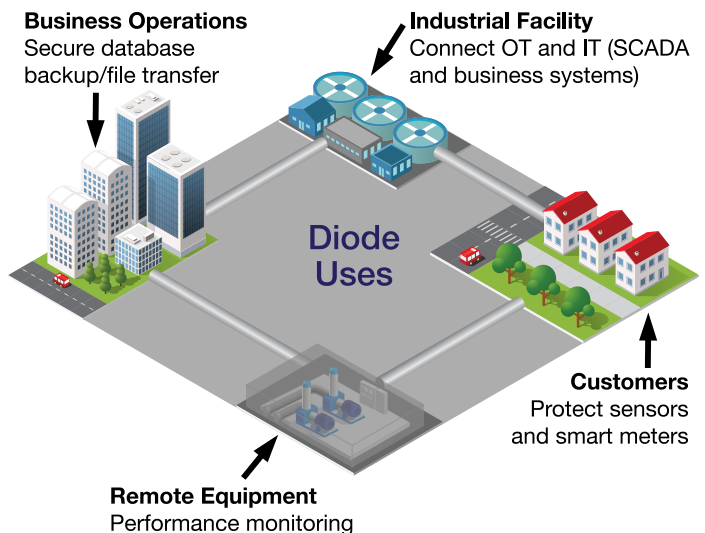 Business Operations
Secure database
backup/file transfer
Industrial Facility
Connect OT and IT (SCADA
and business systems)
Diode
Uses
Customers
Protect sensors
and smart meters
Remote Equipment
Performance monitoring